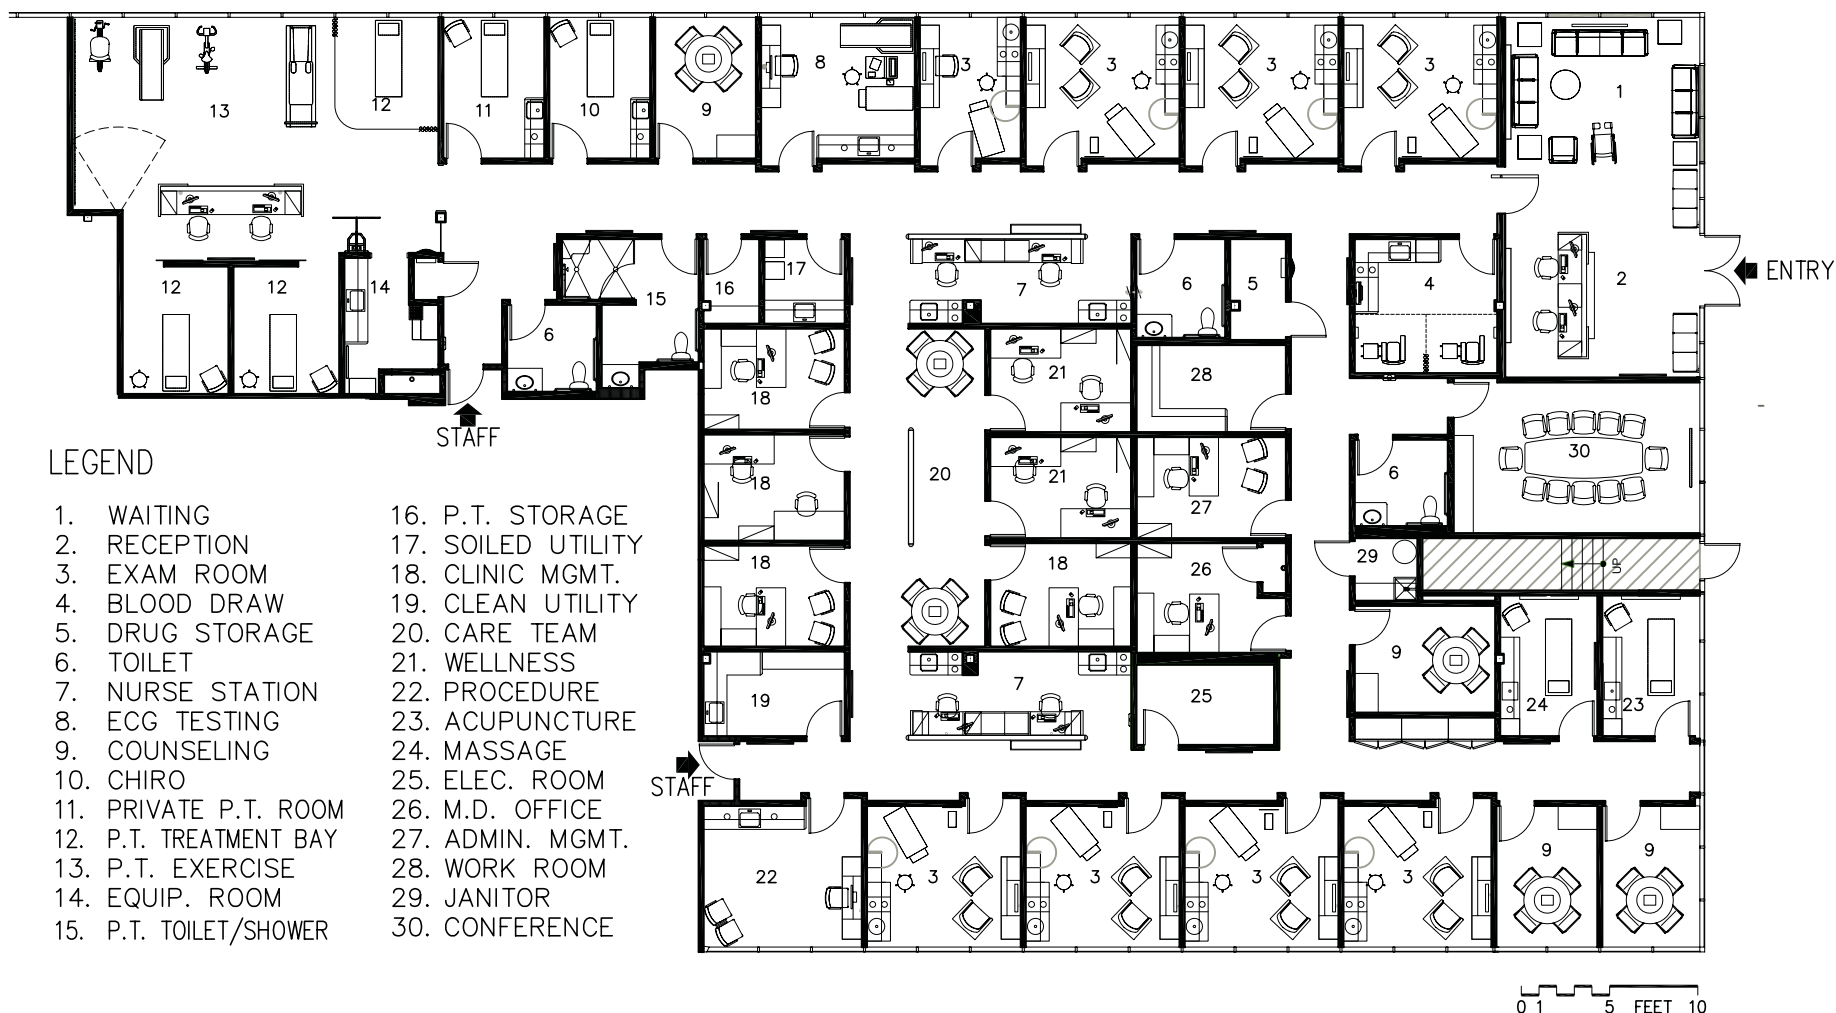 13
12
11
10
9
8
3
3
3
3
1
12
12
14
6
15
16
17
7
6
5
4
2
ENTRY
STAFF
18
21
28
18
20
21
27
6
30
18
18
26
29
UP
19
7
25
9
24
23
STAFF
22
3
3
3
3
9
9
LEGEND
1. WAITING
2. RECEPTION
3. EXAM ROOM
4. BLOOD DRAW
5. DRUG STORAGE
6. TOILET
7. NURSE STATION
8. ECG TESTING
9. COUNSELING
10. CHIRO
11. PRIVATE P.T. ROOM
12. P.T. TREATMENT BAY
13. P.T. EXERCISE
14. EQUIP. ROOM
15. P.T. TOILET/SHOWER
16. P.T. STORAGE
17. SOILED UTILITY
18. CLINIC MGMT.
19. CLEAN UTILITY
20. CARE TEAM
21. WELLNESS
22. PROCEDURE
23. ACUPUNCTURE
24. MASSAGE
25. ELEC. ROOM
26. M.D. OFFICE
27. ADMIN. MGMT.
28. WORK ROOM
29. JANITOR
30. CONFERENCE
0 1 5 FEET 10